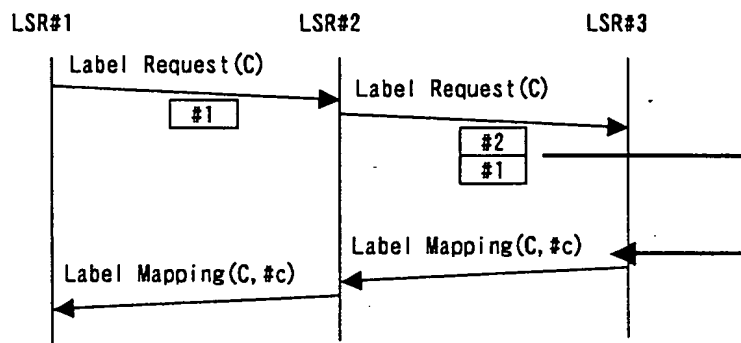 LSR#1 LSR#2 LSR#3
Label Request(C)
#1
Label Request(C)
#2
#1
Label Mapping(C,#c)
Label Mapping(C,#c)